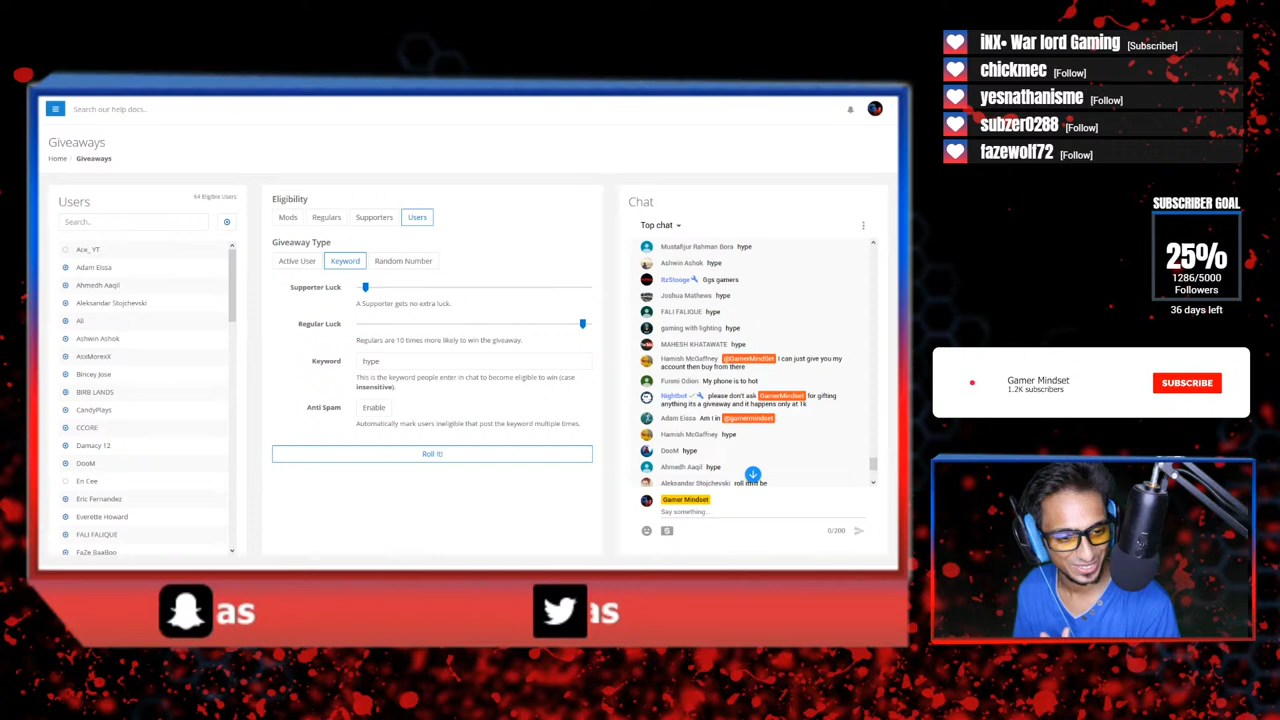 Search our help docs..
Giveaways
Home / Giveaways
Users
64 Eligible Users
Search..
Ace_ YT
Adam Eissa
Ahmedh Aaqil
Aleksandar Stojchevski
Ali
Ashwin Ashok
AsxMorexX
Bincey Jose
BIRB LANDS
CandyPlays
CCORE
Damacy 12
DooM
En Cee
Eric Fernandez
Everette Howard
FALI FALIQUE
FaZe BaaBoo
Eligibility
Mods Regulars Supporters Users
Giveaway Type
Active User Keyword Random Number
Supporter Luck
A Supporter gets no extra luck.
Regular Luck
Regulars are 10 times more likely to win the giveaway.
Keyword hype
This is the keyword people enter in chat to become eligible to win (case
insensitive).
Anti Spam Enable
Automatically mark users ineligible that post the keyword multiple times.
Roll It!
Chat
Top chat
Mustafijur Rahman Bora hype
Ashwin Ashok hype
ItzStooge Ggs gamers
Joshua Mathews hype
FALI FALIQUE hype
gaming with lighting hype
MAHESH KHATAWATE hype
Hamish McGaffney @GamerMindSet I can just give you my
account then buy from there
Funmi Odion My phone is to hot
Nightbot please don't ask GamerMindset for gifting
anything its a giveaway and it happens only at 1k
Adam Eissa Am I in @gamermindset
Hamish McGaffney hype
DooM hype
Ahmedh Aaqil hype
Aleksandar Stojchevski roll it be
Gamer Mindset
Say something...
0/200
as
as
iNX• War lord Gaming [Subscriber]
chickmec [Follow]
yesnathanisme [Follow]
subzer0288 [Follow]
fazewolf72 [Follow]
SUBSCRIBER GOAL
25%
1286/5000
Followers
36 days left
Gamer Mindset
1.2K subscribers
SUBSCRIBE